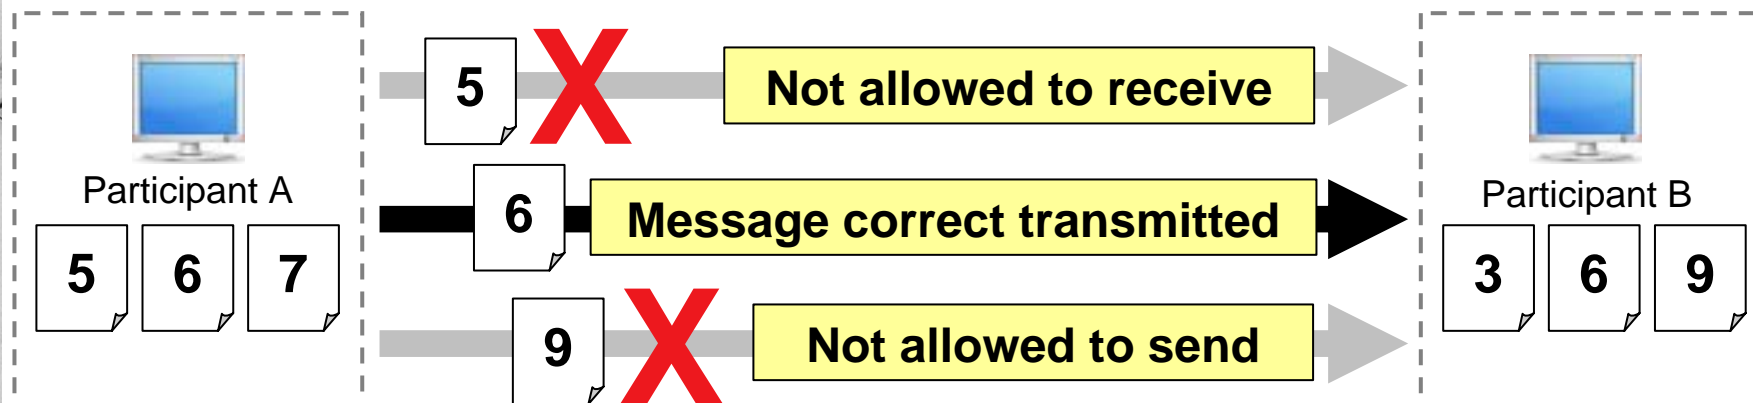 5
Not allowed to receive
Participant A
5 6 7
6
Message correct transmitted
9
Not allowed to send
Participant B
3 6 9